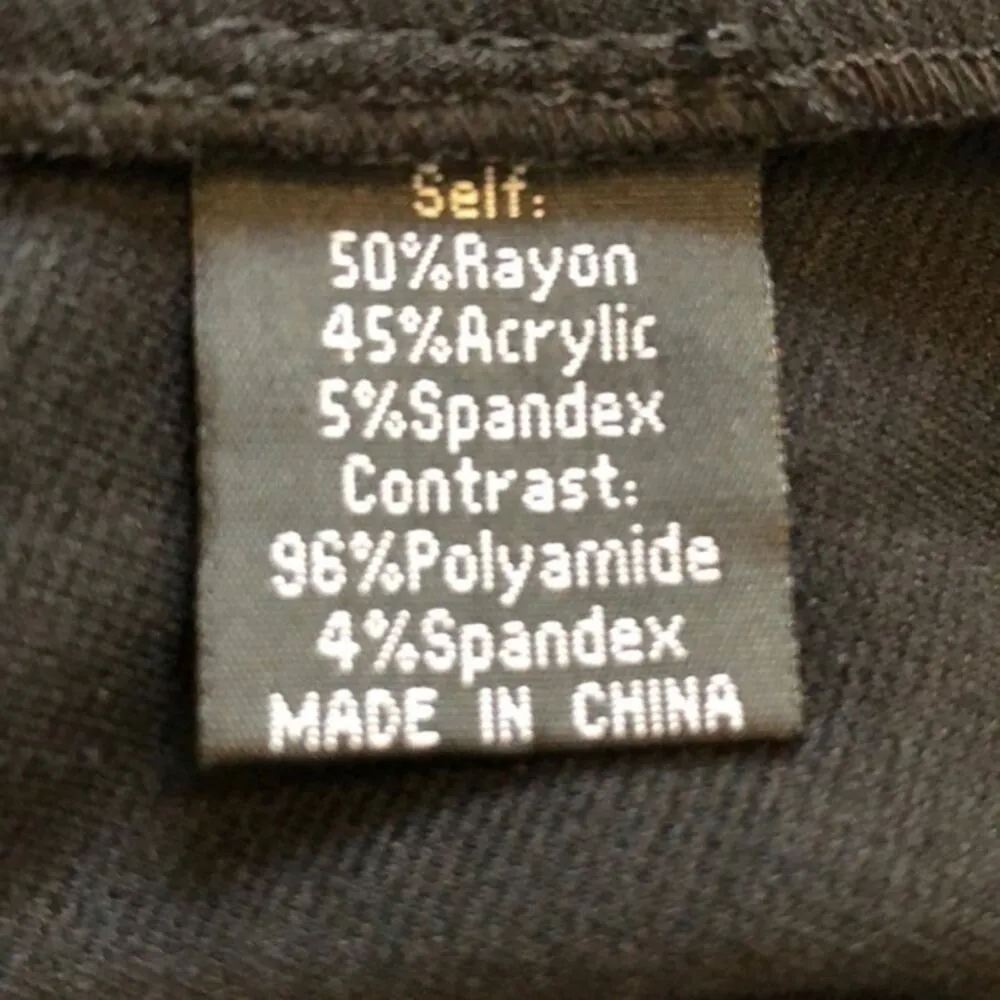 Self:
50%Rayon
45%Acrylic
5%Spandex
Contrast:
96%Polyamide
4%Spandex
MADE IN CHINA